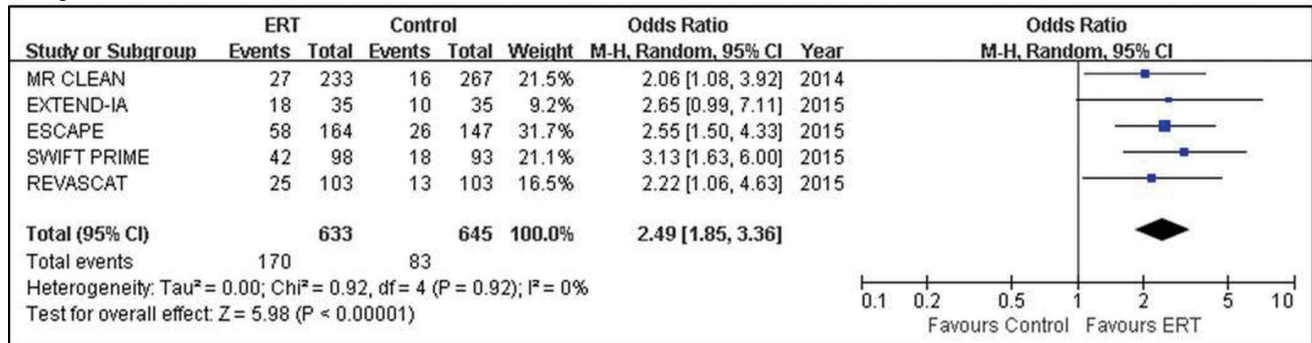 ERT Control Odds Ratio Odds Ratio
Study or Subgroup Events Total Events Total Weight M-H, Random, 95% CI Year M-H, Random, 95% CI
MR CLEAN 27 233 16 267 21.5% 2.06 [1.08, 3.92] 2014
EXTEND-IA 18 35 10 35 9.2% 2.65 [0.99, 7.11] 2015
ESCAPE 58 164 26 147 31.7% 2.55 [1.50, 4.33] 2015
SWIFT PRIME 42 98 18 93 21.1% 3.13 [1.63, 6.00] 2015
REVASCAT 25 103 13 103 16.5% 2.22 [1.06, 4.63] 2015
Total (95% CI) 633 645 100.0% 2.49 [1.85, 3.36]
Total events 170 83
Heterogeneity: Tau² = 0.00; Chi² = 0.92, df = 4 (P = 0.92); I² = 0%
Test for overall effect: Z = 5.98 (P < 0.00001)
0.1 0.2 0.5 1 2 5 10
Favours Control Favours ERT